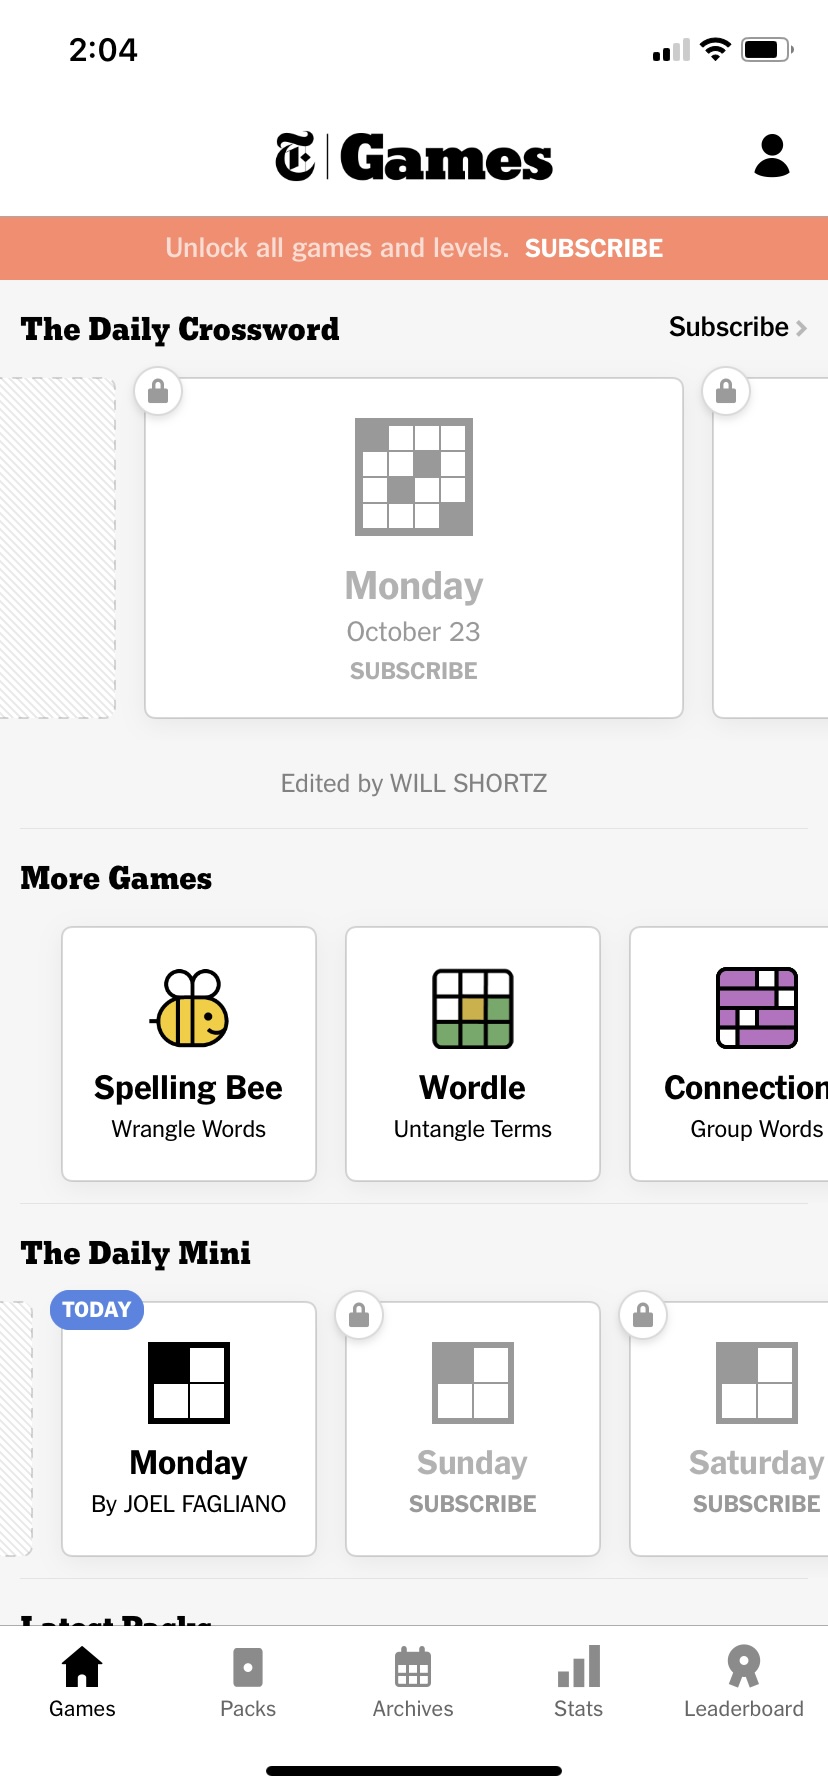 2:04
T Games
Unlock all games and levels. SUBSCRIBE
The Daily Crossword
Subscribe
Monday
October 23
SUBSCRIBE
Edited by WILL SHORTZ
More Games
Spelling Bee
Wrangle Words
Wordle
Untangle Terms
Connection
Group Words
The Daily Mini
TODAY
Monday
By JOEL FAGLIANO
Sunday
SUBSCRIBE
Saturday
SUBSCRIBE
Latest Packs
Games
Packs
Archives
Stats
Leaderboard